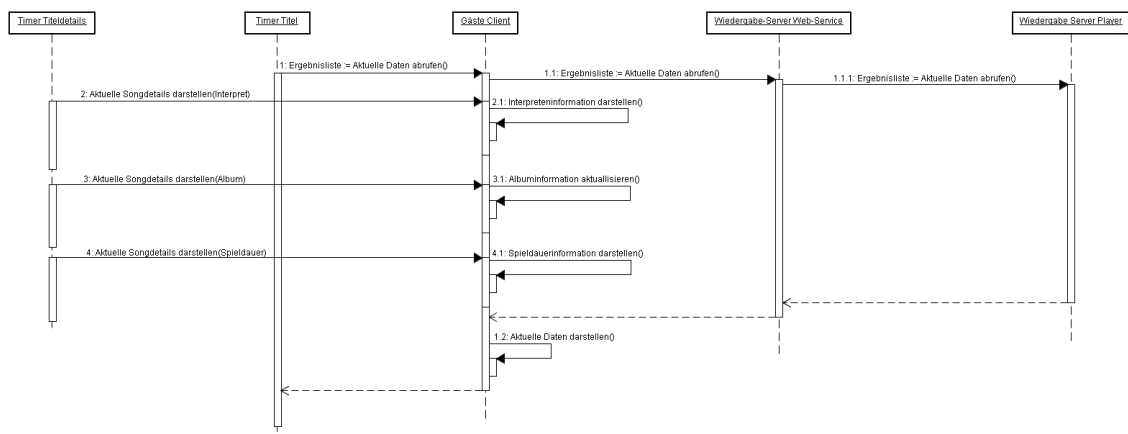 Timer Titeldetails
Timer Titel
Gäste Client
Wiedergabe-Server Web-Service
Wiedergabe Server Player
1: Ergebnisliste := Aktuelle Daten abrufen()
1.1: Ergebnisliste := Aktuelle Daten abrufen()
1.1.1: Ergebnisliste := Aktuelle Daten abrufen()
2: Aktuelle Songdetails darstellen(Interpret)
2.1: Interpreteninformation darstellen()
3: Aktuelle Songdetails darstellen(Album)
3.1: Albuminformation aktuallisieren()
4: Aktuelle Songdetails darstellen(Spieldauer)
4.1: Spieldauerinformation darstellen()
1.2: Aktuelle Daten darstellen()